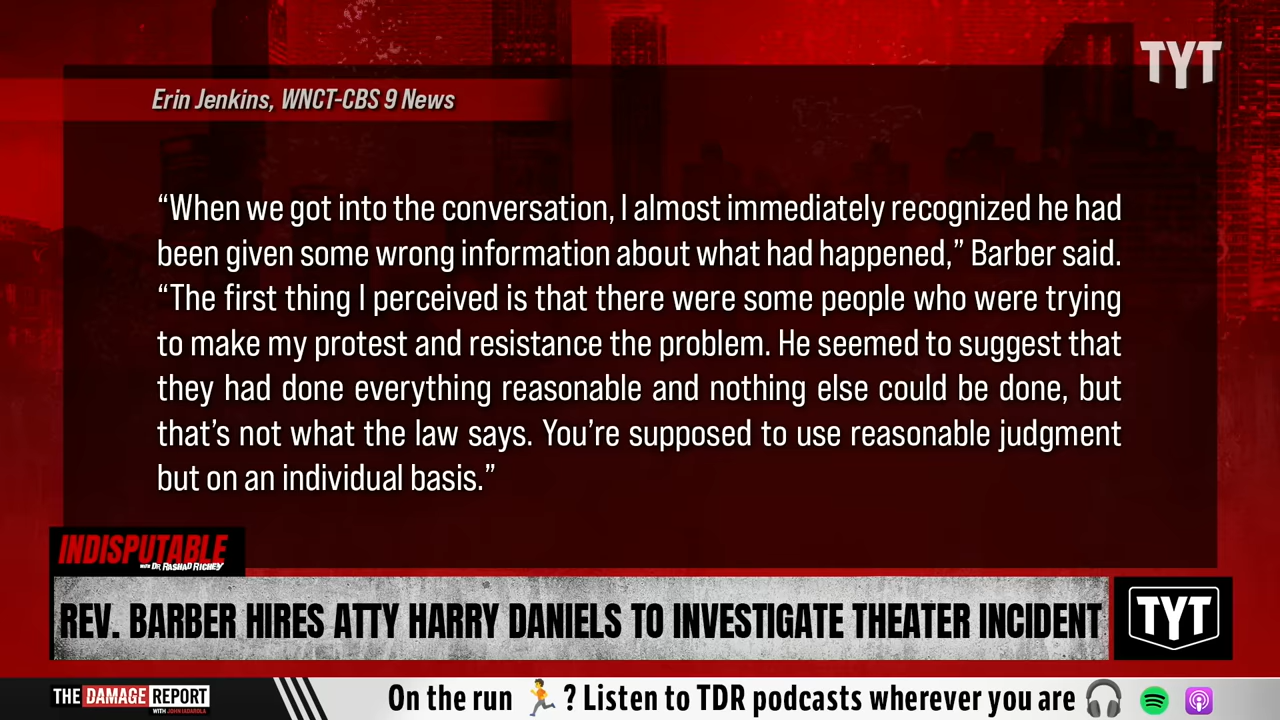 TYT
Erin Jenkins, WNCT-CBS 9 News
“When we got into the conversation, I almost immediately recognized he had
been given some wrong information about what had happened,” Barber said.
“The first thing I perceived is that there were some people who were trying
to make my protest and resistance the problem. He seemed to suggest that
they had done everything reasonable and nothing else could be done, but
that’s not what the law says. You’re supposed to use reasonable judgment
but on an individual basis.”
INDISPUTABLE
WITH DR. RASHAD RICHEY
REV. BARBER HIRES ATTY HARRY DANIELS TO INVESTIGATE THEATER INCIDENT
TYT
THE DAMAGE REPORT
WITH JOHN IADAROLA
On the run 🏃? Listen to TDR podcasts wherever you are 🎧